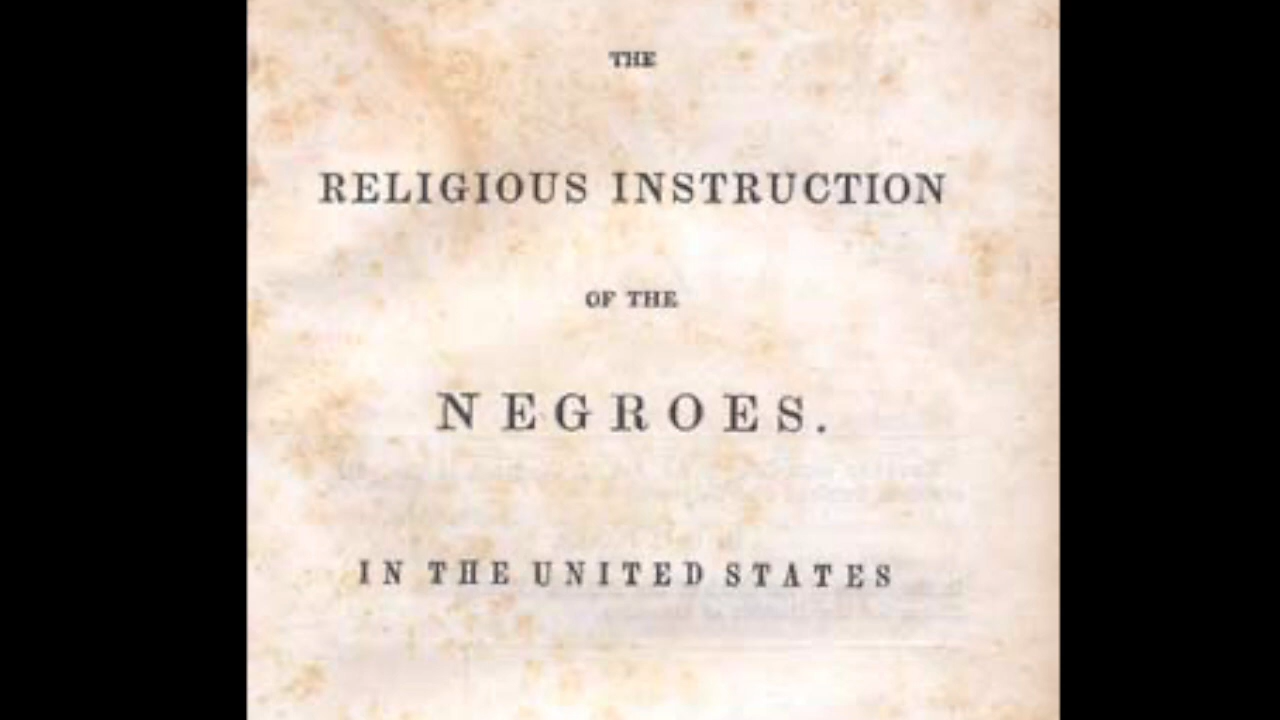 THE
RELIGIOUS INSTRUCTION
OF THE
NEGROES.
IN THE UNITED STATES